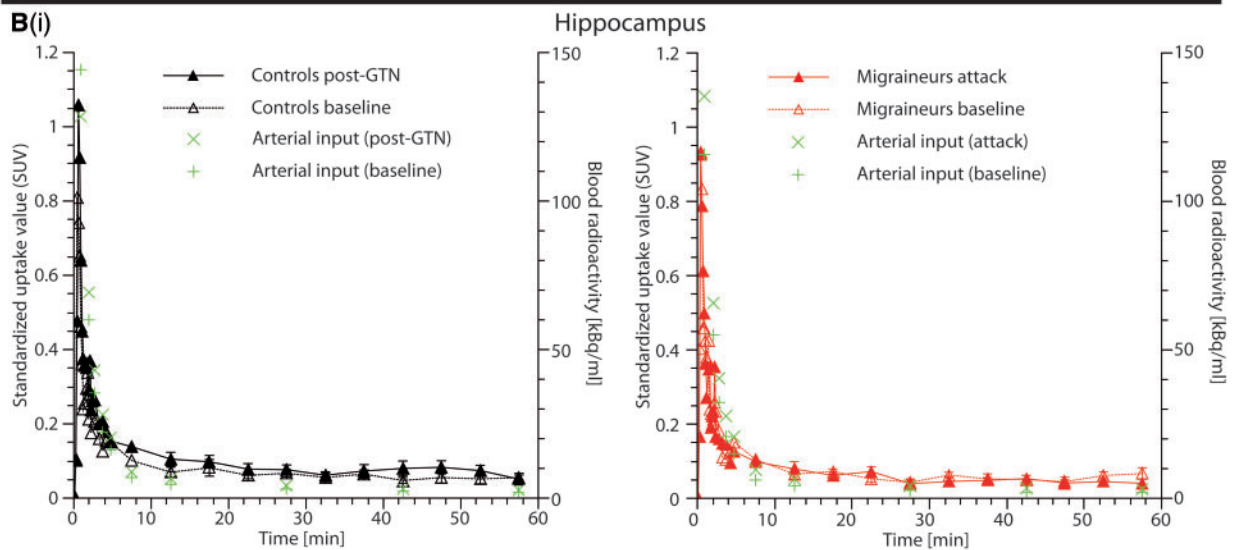 B(i)
Hippocampus
1.2
1
0.8
0.6
0.4
0.2
0
Standardized uptake value (SUV)
Controls post-GTN
Controls baseline
Arterial input (post-GTN)
Arterial input (baseline)
150
100
50
0
Blood radioactivity [kBq/ml]
0 10 20 30 40 50 60
Time [min]
1.2
1
0.8
0.6
0.4
0.2
0
Standardized uptake value (SUV)
Migraineurs attack
Migraineurs baseline
Arterial input (attack)
Arterial input (baseline)
150
100
50
0
Blood radioactivity [kBq/ml]
0 10 20 30 40 50 60
Time [min]